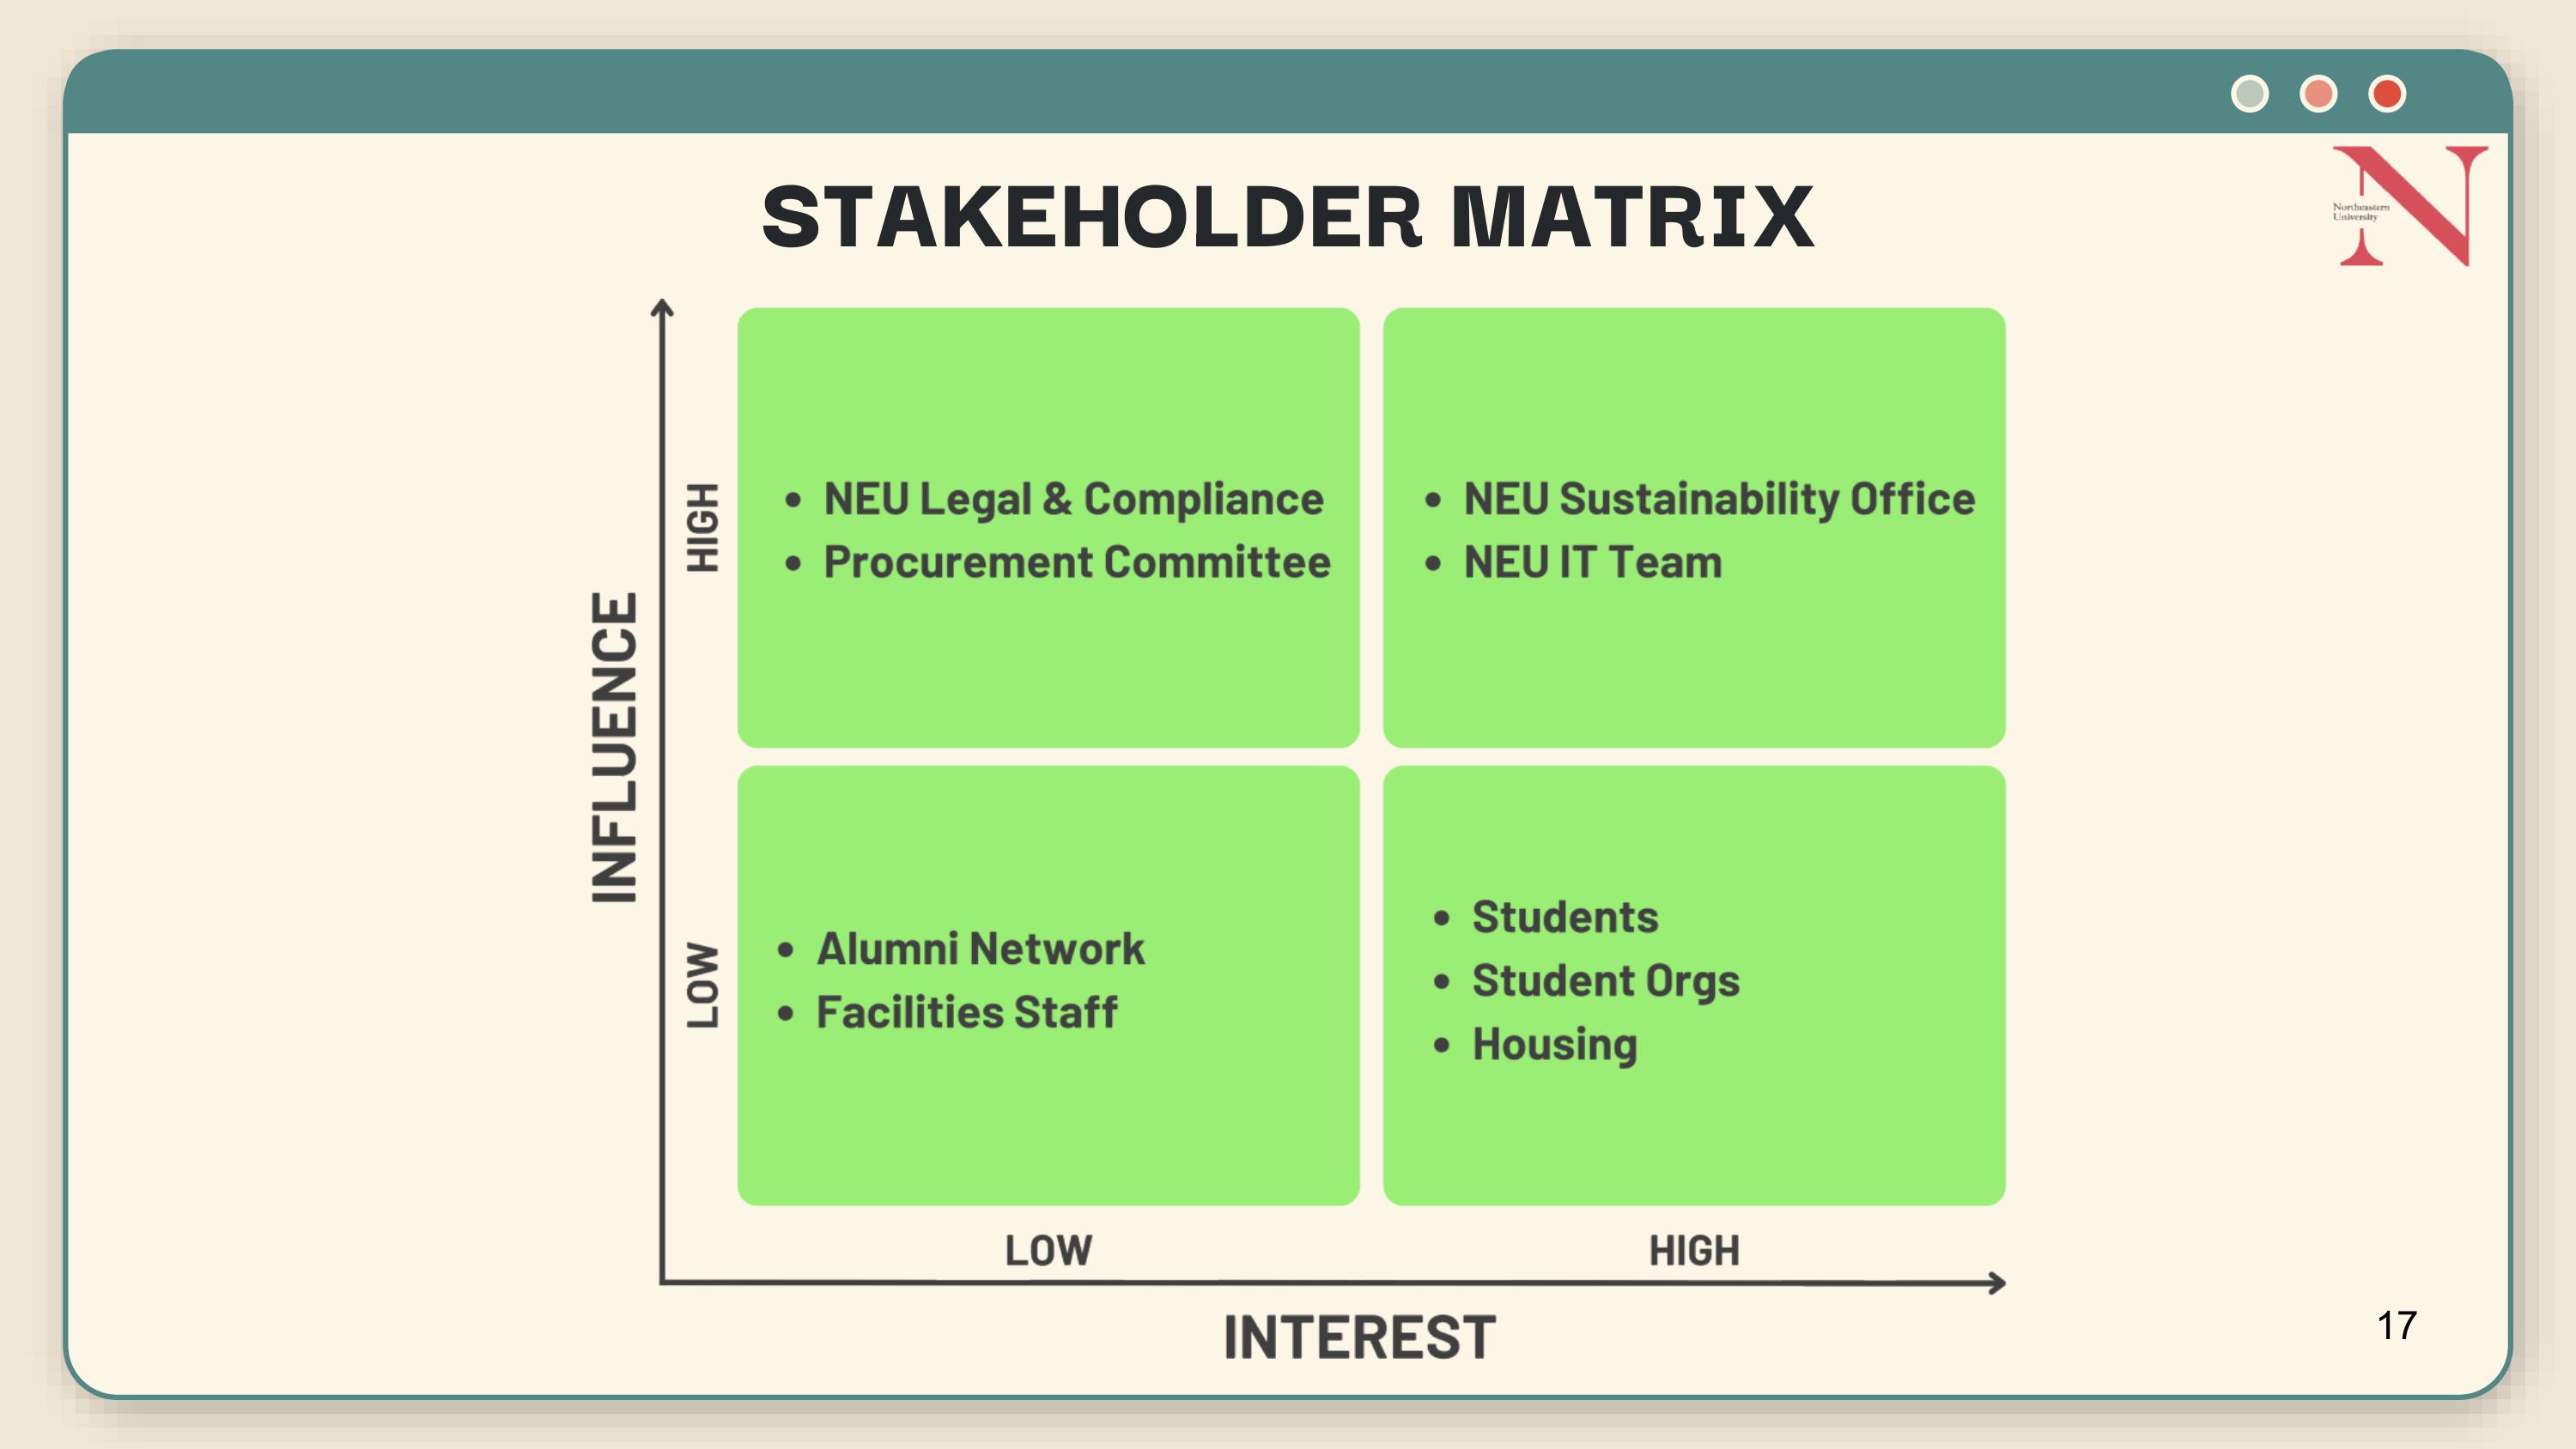 STAKEHOLDER MATRIX
Northeastern
University
INFLUENCE
HIGH
• NEU Legal & Compliance
• Procurement Committee
• NEU Sustainability Office
• NEU IT Team
LOW
• Alumni Network
• Facilities Staff
• Students
• Student Orgs
• Housing
LOW
HIGH
INTEREST
17